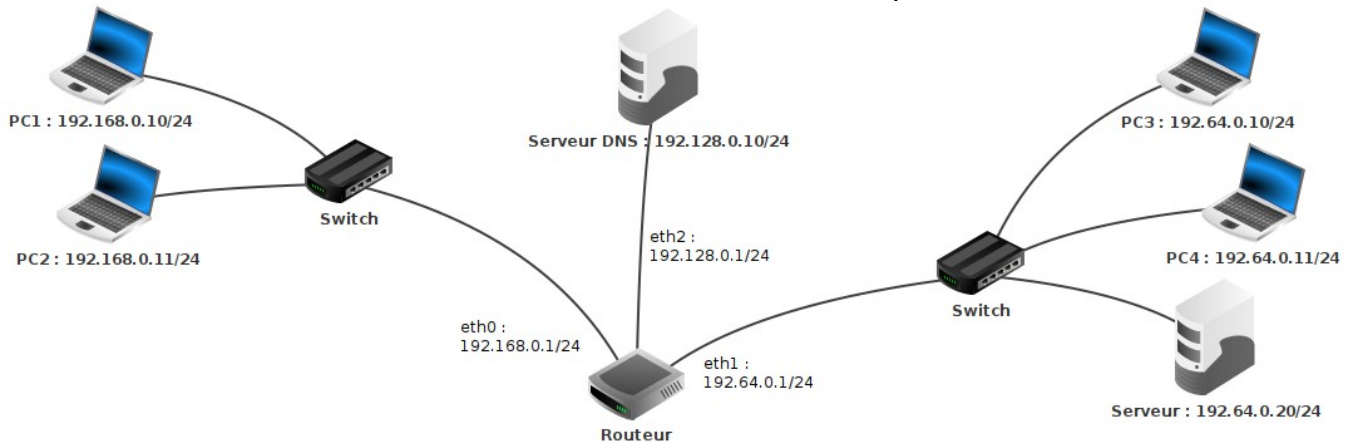 PC1 : 192.168.0.10/24
Serveur DNS : 192.128.0.10/24
PC3 : 192.64.0.10/24
Switch
PC2 : 192.168.0.11/24
eth2 :
192.128.0.1/24
PC4 : 192.64.0.11/24
Switch
eth0 :
192.168.0.1/24
eth1 :
192.64.0.1/24
Serveur : 192.64.0.20/24
Routeur